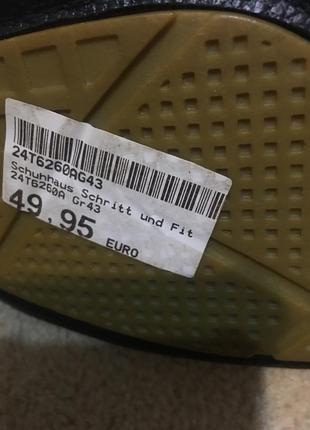 24T6260AG43
Schuhhaus Schritt und Fit
24T6260A Gr43
49.95 EURO